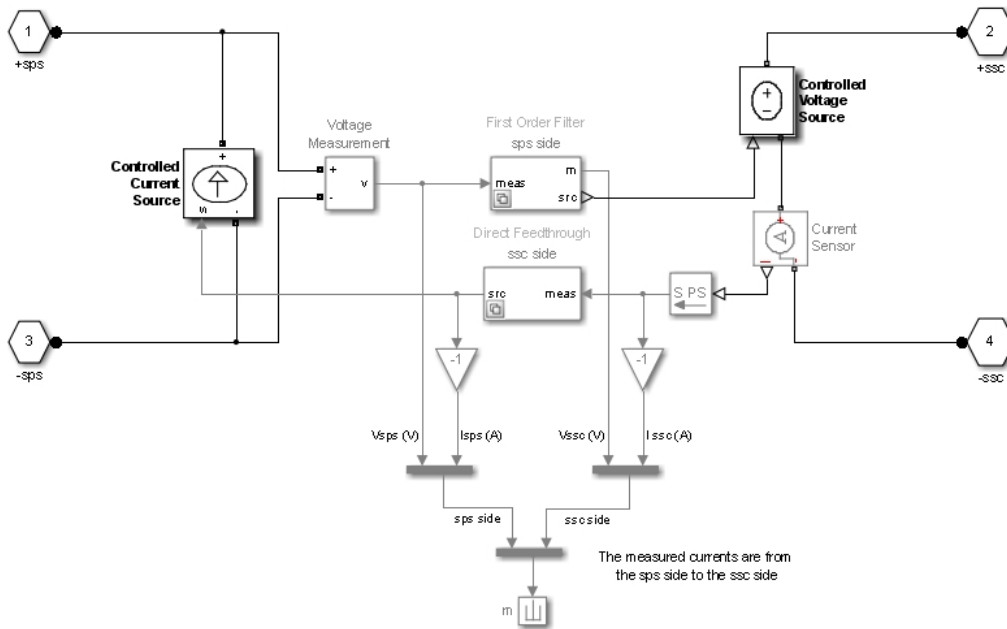 1
+sps
2
+ssc
Controlled
Voltage
Source
+
−
Voltage
Measurement
+
-
v
First Order Filter
sps side
meas
m
src
Controlled
Current
Source
+
s
-
Direct Feedthrough
ssc side
src
meas
S PS
A
+
−
Current
Sensor
3
-sps
4
-ssc
-1
-1
Vsps (V)
Isps (A)
Vssc (V)
Issc (A)
sps side
ssc side
The measured currents are from
the sps side to the ssc side
m